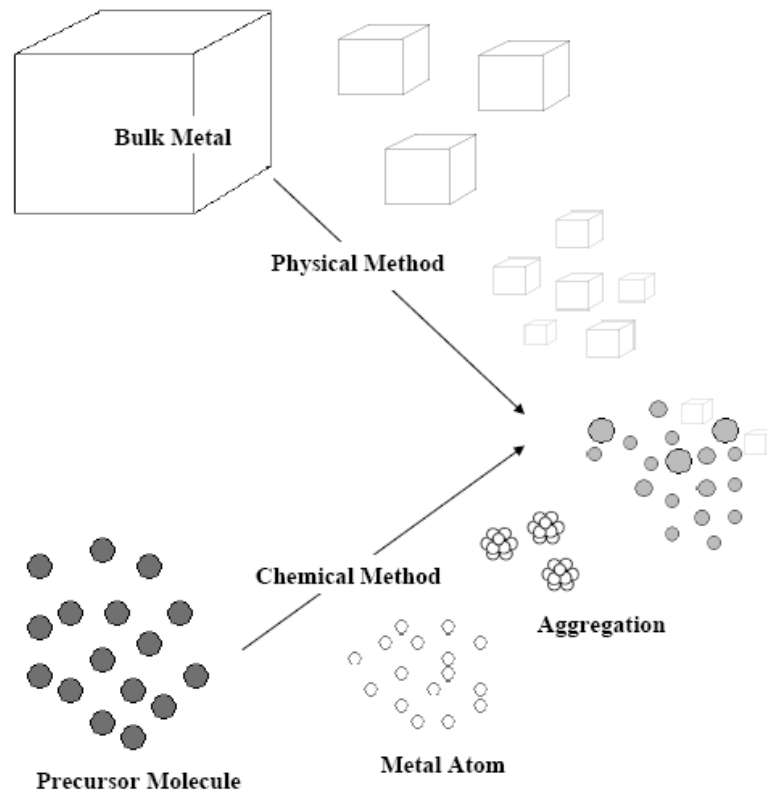 Bulk Metal
Physical Method
Chemical Method
Aggregation
Metal Atom
Precursor Molecule